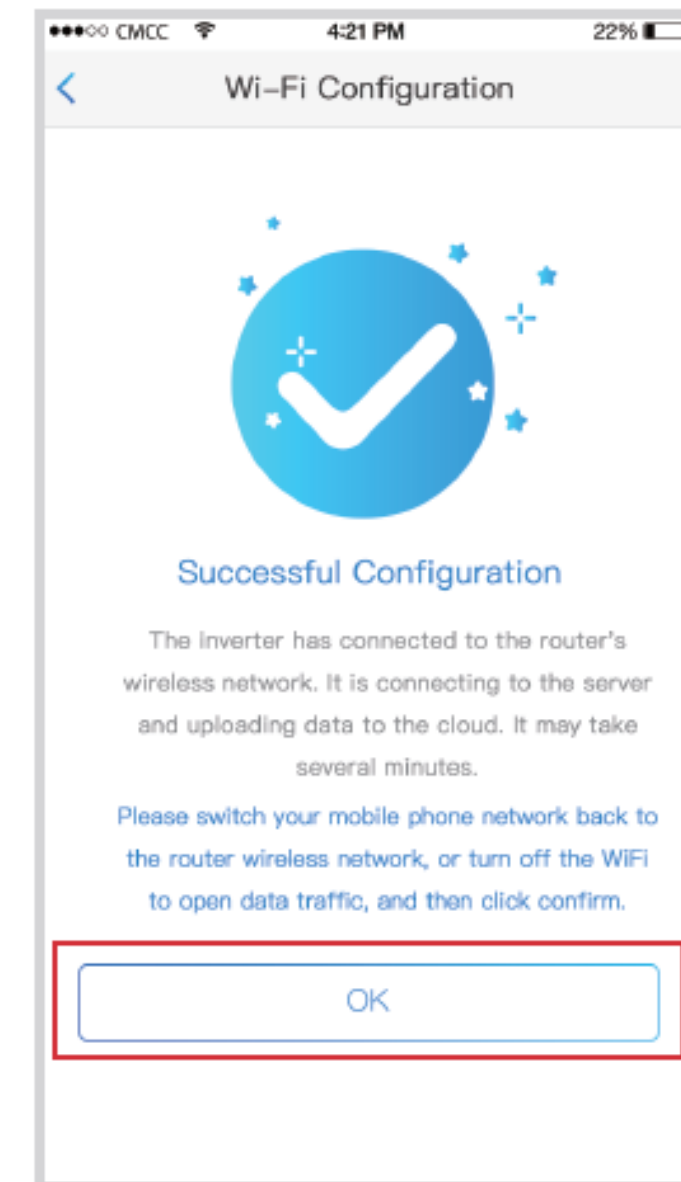 CMCC 4:21 PM 22%
Wi-Fi Configuration
Successful Configuration
The inverter has connected to the router's
wireless network. It is connecting to the server
and uploading data to the cloud. It may take
several minutes.
Please switch your mobile phone network back to
the router wireless network, or turn off the WiFi
to open data traffic, and then click confirm.
OK